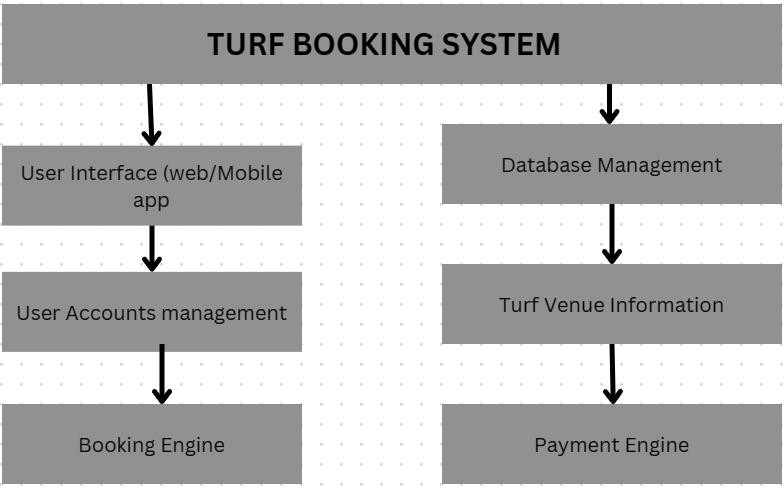 TURF BOOKING SYSTEM
User Interface (web/Mobile
app
User Accounts management
Booking Engine
Database Management
Turf Venue Information
Payment Engine